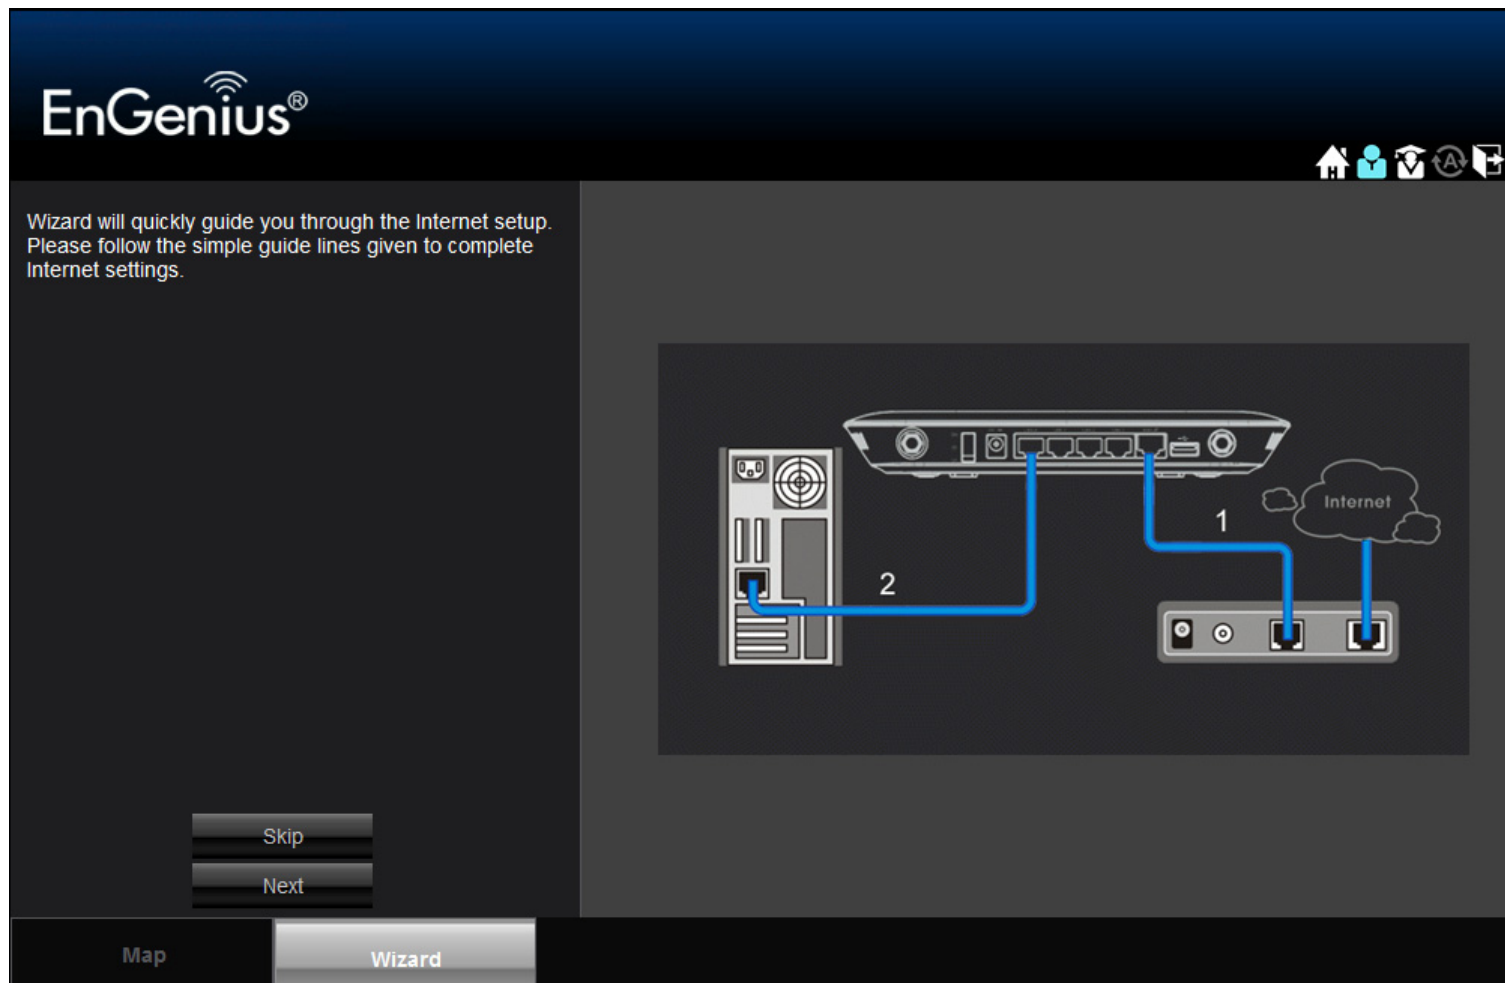 EnGenius®
Wizard will quickly guide you through the Internet setup.
Please follow the simple guide lines given to complete
Internet settings.
Internet
1
2
Skip
Next
Map
Wizard